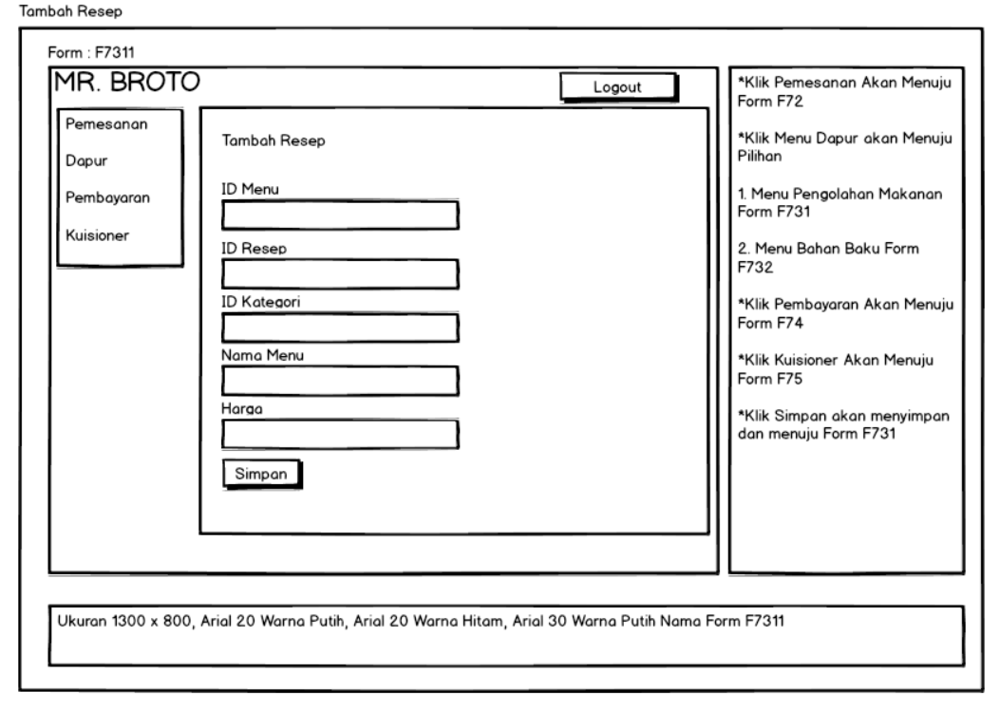 Tambah Resep
Form : F7311
MR. BROTO
Logout
Pemesanan
Dapur
Pembayaran
Kuisioner
Tambah Resep
ID Menu
ID Resep
ID Kategori
Nama Menu
Harga
Simpan
*Klik Pemesanan Akan Menuju
Form F72
*Klik Menu Dapur akan Menuju
Pilihan
1. Menu Pengolahan Makanan
Form F731
2. Menu Bahan Baku Form
F732
*Klik Pembayaran Akan Menuju
Form F74
*Klik Kuisioner Akan Menuju
Form F75
*Klik Simpan akan menyimpan
dan menuju Form F731
Ukuran 1300 x 800, Arial 20 Warna Putih, Arial 20 Warna Hitam, Arial 30 Warna Putih Nama Form F7311